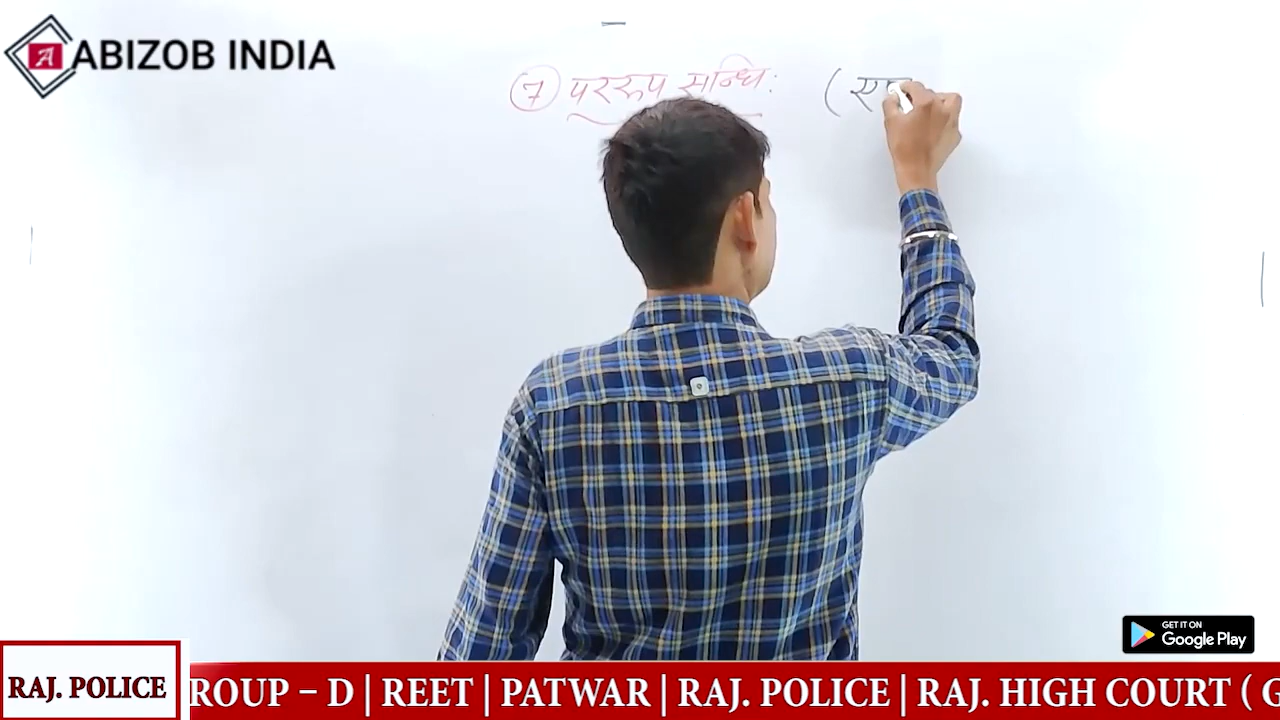 ABIZOB INDIA
7 पररुप सन्धि: (
GET IT ON
Google Play
RAJ. POLICE
ROUP – D | REET | PATWAR | RAJ. POLICE | RAJ. HIGH COURT ( G